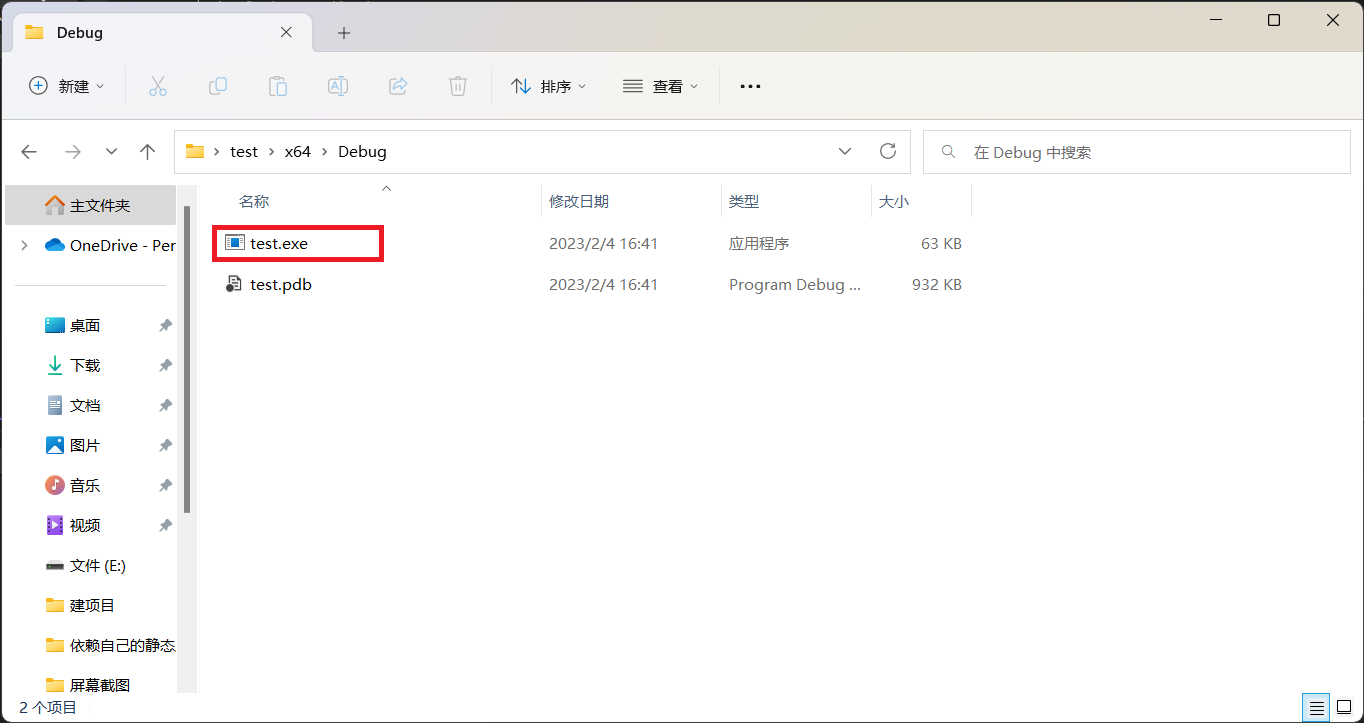 Debug
新建
排序
查看
test > x64 > Debug
在 Debug 中搜索
名称 修改日期 类型 大小
主文件夹
test.exe 2023/2/4 16:41 应用程序 63 KB
OneDrive - Per
test.pdb 2023/2/4 16:41 Program Debug ... 932 KB
桌面
下载
文档
图片
音乐
视频
文件 (E:)
建项目
依赖自己的静态
屏幕截图
2 个项目